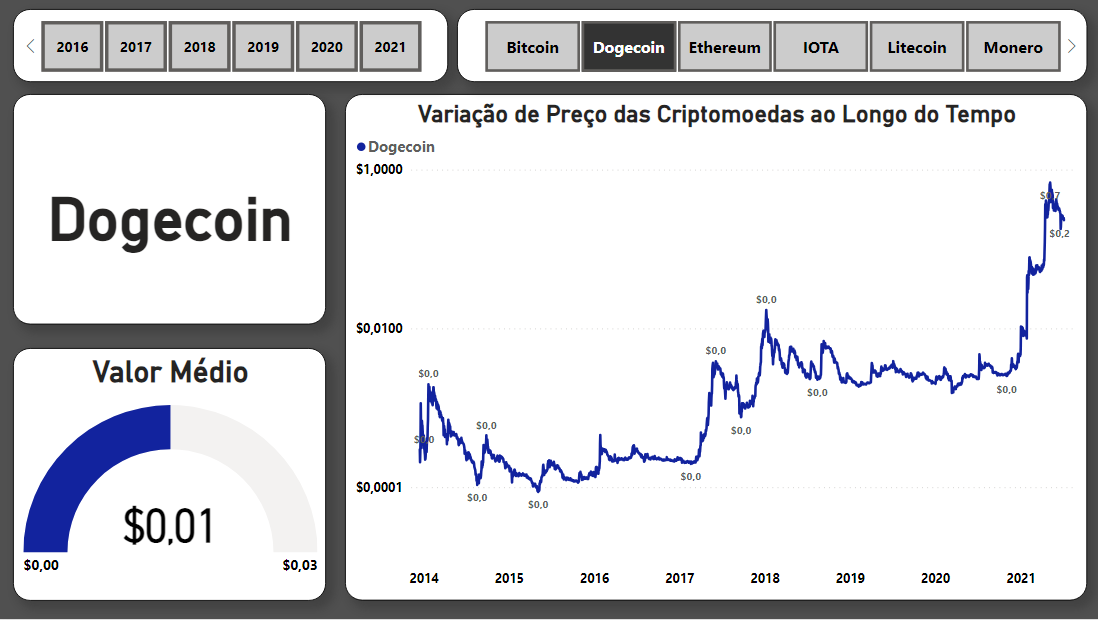 2016 2017 2018 2019 2020 2021
Bitcoin Dogecoin Ethereum IOTA Litecoin Monero
Dogecoin
Valor Médio
$0,01
$0,00 $0,03
Variação de Preço das Criptomoedas ao Longo do Tempo
Dogecoin
$1,0000
$0,0100
$0,0001
$0,0
$0,0
$0,0
$0,0
$0,0
$0,0
$0,0
$0,0
$0,0
$0,0
$0,0
$0,7
$0,2
2014 2015 2016 2017 2018 2019 2020 2021